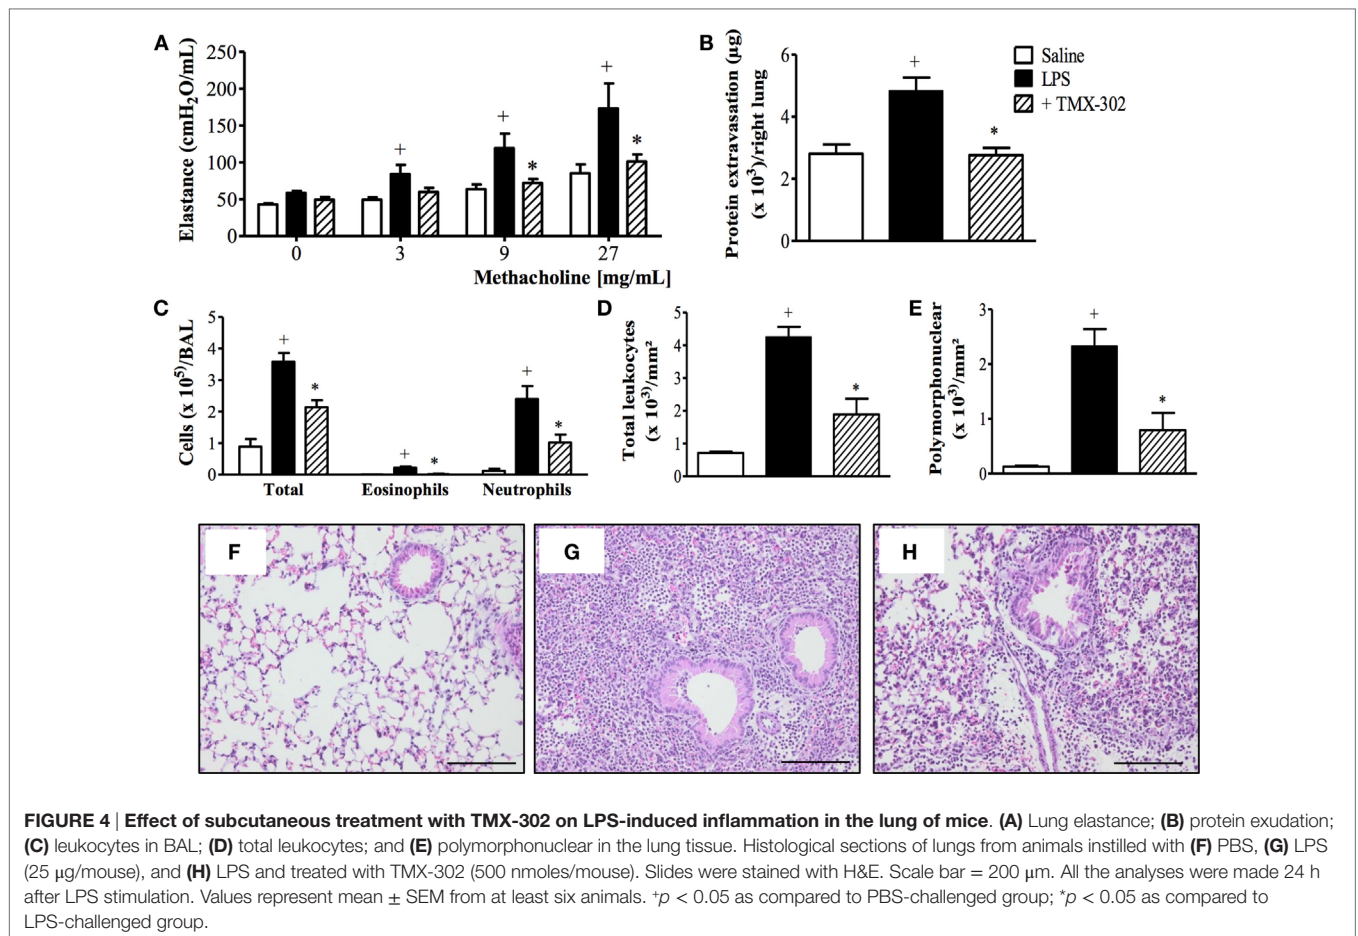 A
Elastance (cmH₂O/mL)
250
200
150
100
50
0
+
+
*
+
*
0 3 9 27
Methacholine [mg/mL]
B
Protein extravasation (µg)
(x 10³)/right lung
6
4
2
0
+
*
Saline
LPS
+ TMX-302
C
Cells (x 10⁵)/BAL
5
4
3
2
1
0
+
*
+
*
+
*
Total Eosinophils Neutrophils
D
Total leukocytes
(x 10³)/mm²
5
4
3
2
1
0
+
*
E
Polymorphonuclear
(x 10³)/mm²
3
2
1
0
+
*
F
G
H
FIGURE 4 | Effect of subcutaneous treatment with TMX-302 on LPS-induced inflammation in the lung of mice. (A) Lung elastance; (B) protein exudation;
(C) leukocytes in BAL; (D) total leukocytes; and (E) polymorphonuclear in the lung tissue. Histological sections of lungs from animals instilled with (F) PBS, (G) LPS
(25 µg/mouse), and (H) LPS and treated with TMX-302 (500 nmoles/mouse). Slides were stained with H&E. Scale bar = 200 µm. All the analyses were made 24 h
after LPS stimulation. Values represent mean ± SEM from at least six animals. ⁺p < 0.05 as compared to PBS-challenged group; *p < 0.05 as compared to
LPS-challenged group.